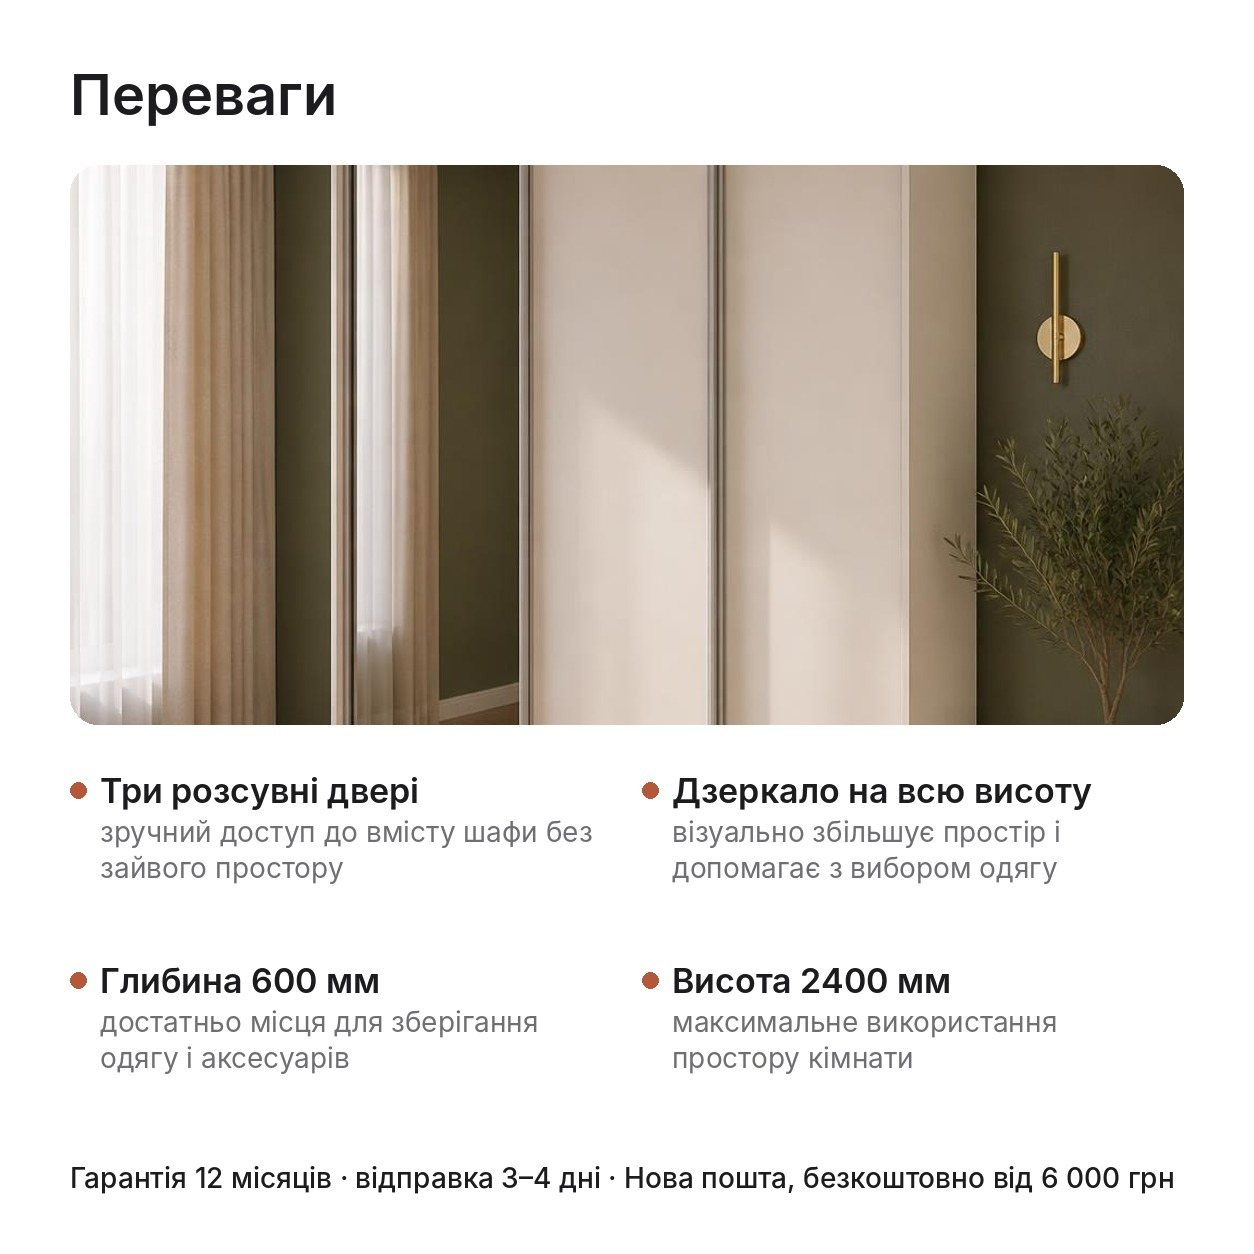 Переваги
Три розсувні двері
зручний доступ до вмісту шафи без
зайвого простору
Дзеркало на всю висоту
візуально збільшує простір і
допомагає з вибором одягу
Глибина 600 мм
достатньо місця для зберігання
одягу і аксесуарів
Висота 2400 мм
максимальне використання
простору кімнати
Гарантія 12 місяців · відправка 3–4 дні · Нова пошта, безкоштовно від 6 000 грн